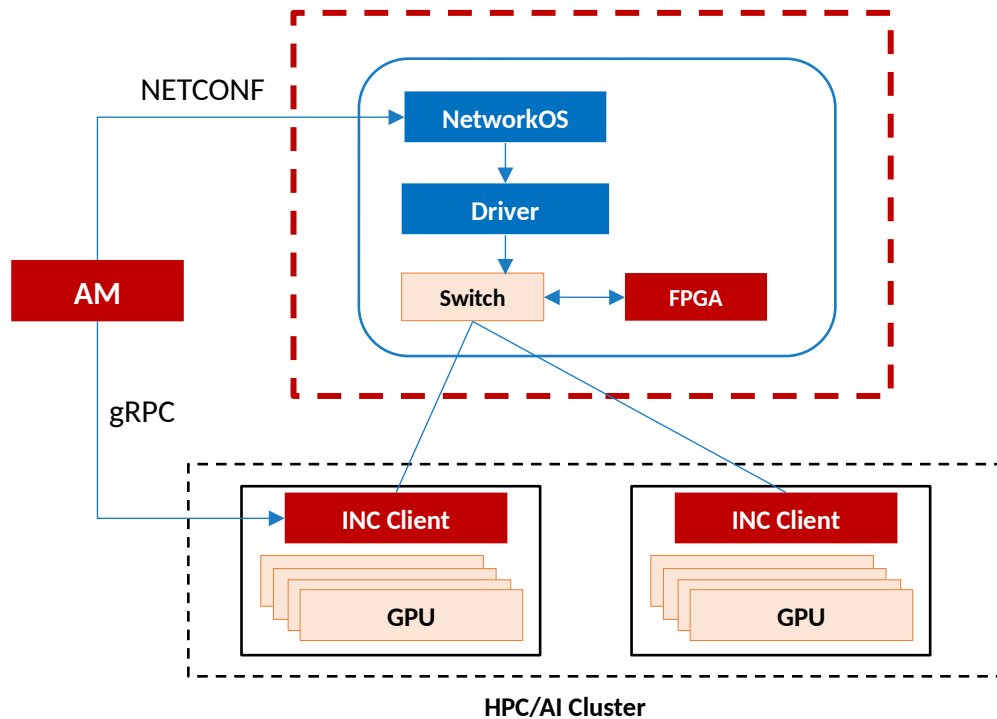 NETCONF
NetworkOS
Driver
AM
Switch
FPGA
gRPC
INC Client
INC Client
GPU
GPU
HPC/AI Cluster